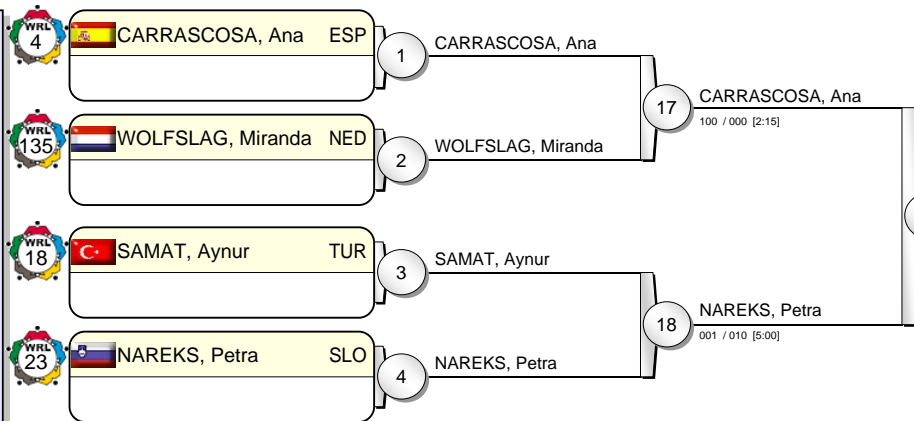 WRL
4
CARRASCOSA, Ana ESP
1
CARRASCOSA, Ana
17
CARRASCOSA, Ana
100 / 000 [2:15]
WRL
135
WOLFSLAG, Miranda NED
2
WOLFSLAG, Miranda
WRL
18
SAMAT, Aynur TUR
3
SAMAT, Aynur
18
NAREKS, Petra
001 / 010 [5:00]
WRL
23
NAREKS, Petra SLO
4
NAREKS, Petra